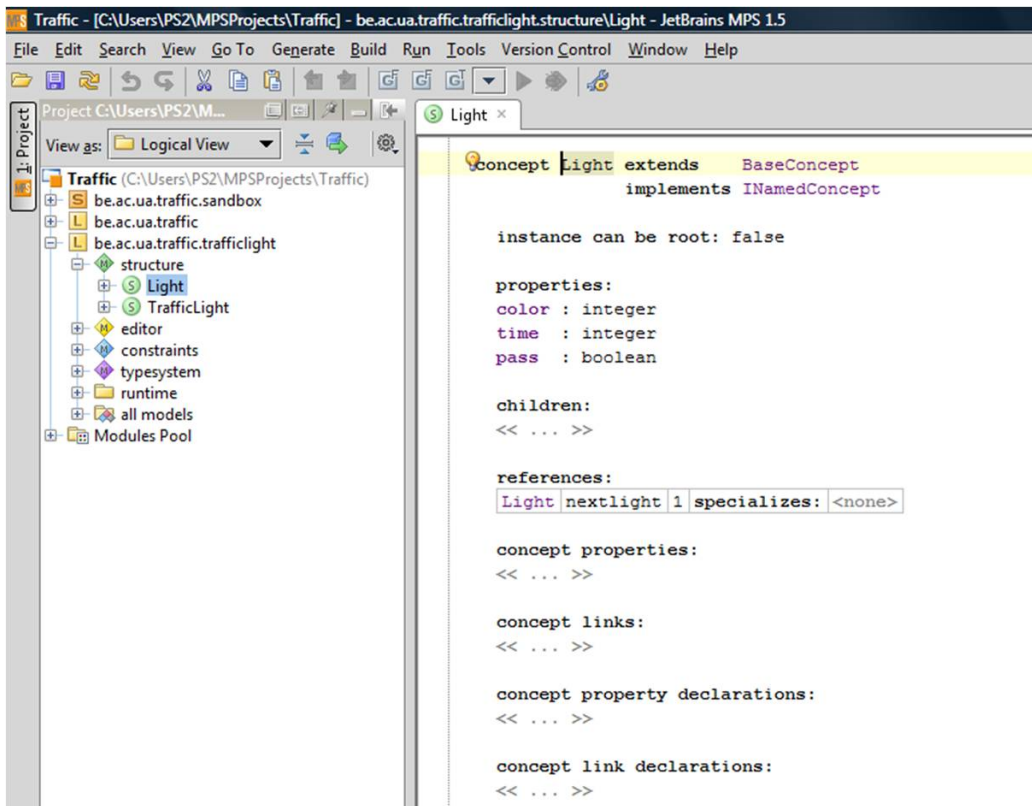 Traffic - [C:\Users\PS2\MPSProjects\Traffic] - be.ac.ua.traffic.trafficlight.structure\Light - JetBrains MPS 1.5
File Edit Search View Go To Generate Build Run Tools Version Control Window Help
1: Project
Project C:\Users\PS2\M...
View as: Logical View
Traffic (C:\Users\PS2\MPSProjects\Traffic)
S be.ac.ua.traffic.sandbox
L be.ac.ua.traffic
L be.ac.ua.traffic.trafficlight
M structure
S Light
S TrafficLight
M editor
M constraints
M typesystem
runtime
all models
Modules Pool
S Light ×
concept Light extends BaseConcept
implements INamedConcept
instance can be root: false
properties:
color : integer
time : integer
pass : boolean
children:
<< ... >>
references:
Light nextlight 1 specializes: <none>
concept properties:
<< ... >>
concept links:
<< ... >>
concept property declarations:
<< ... >>
concept link declarations:
<< ... >>